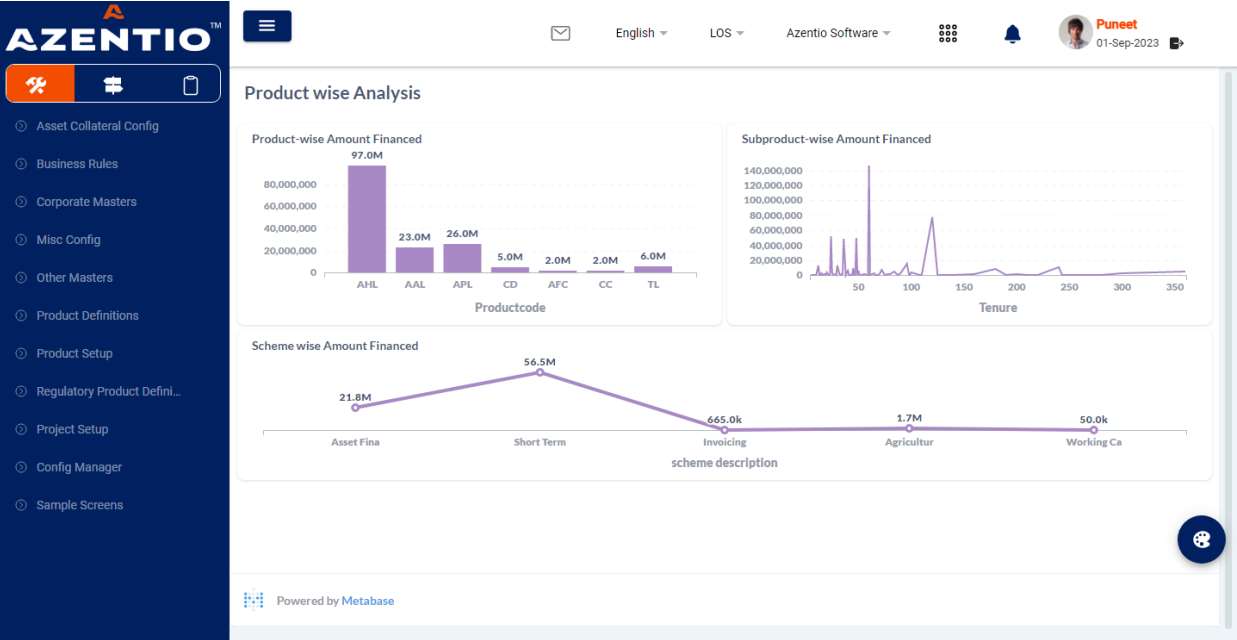 AZENTIO™
English
LOS
Azentio Software
Puneet
01-Sep-2023
Asset Collateral Config
Business Rules
Corporate Masters
Misc Config
Other Masters
Product Definitions
Product Setup
Regulatory Product Defini...
Project Setup
Config Manager
Sample Screens
Product wise Analysis
Product-wise Amount Financed
97.0M
80,000,000
60,000,000
40,000,000
20,000,000
0
23.0M
26.0M
5.0M
2.0M
2.0M
6.0M
AHL
AAL
APL
CD
AFC
CC
TL
Productcode
Subproduct-wise Amount Financed
140,000,000
120,000,000
100,000,000
80,000,000
60,000,000
40,000,000
20,000,000
0
50
100
150
200
250
300
350
Tenure
Scheme wise Amount Financed
21.8M
56.5M
665.0k
1.7M
50.0k
Asset Fina
Short Term
Invoicing
Agricultur
Working Ca
scheme description
Powered by Metabase